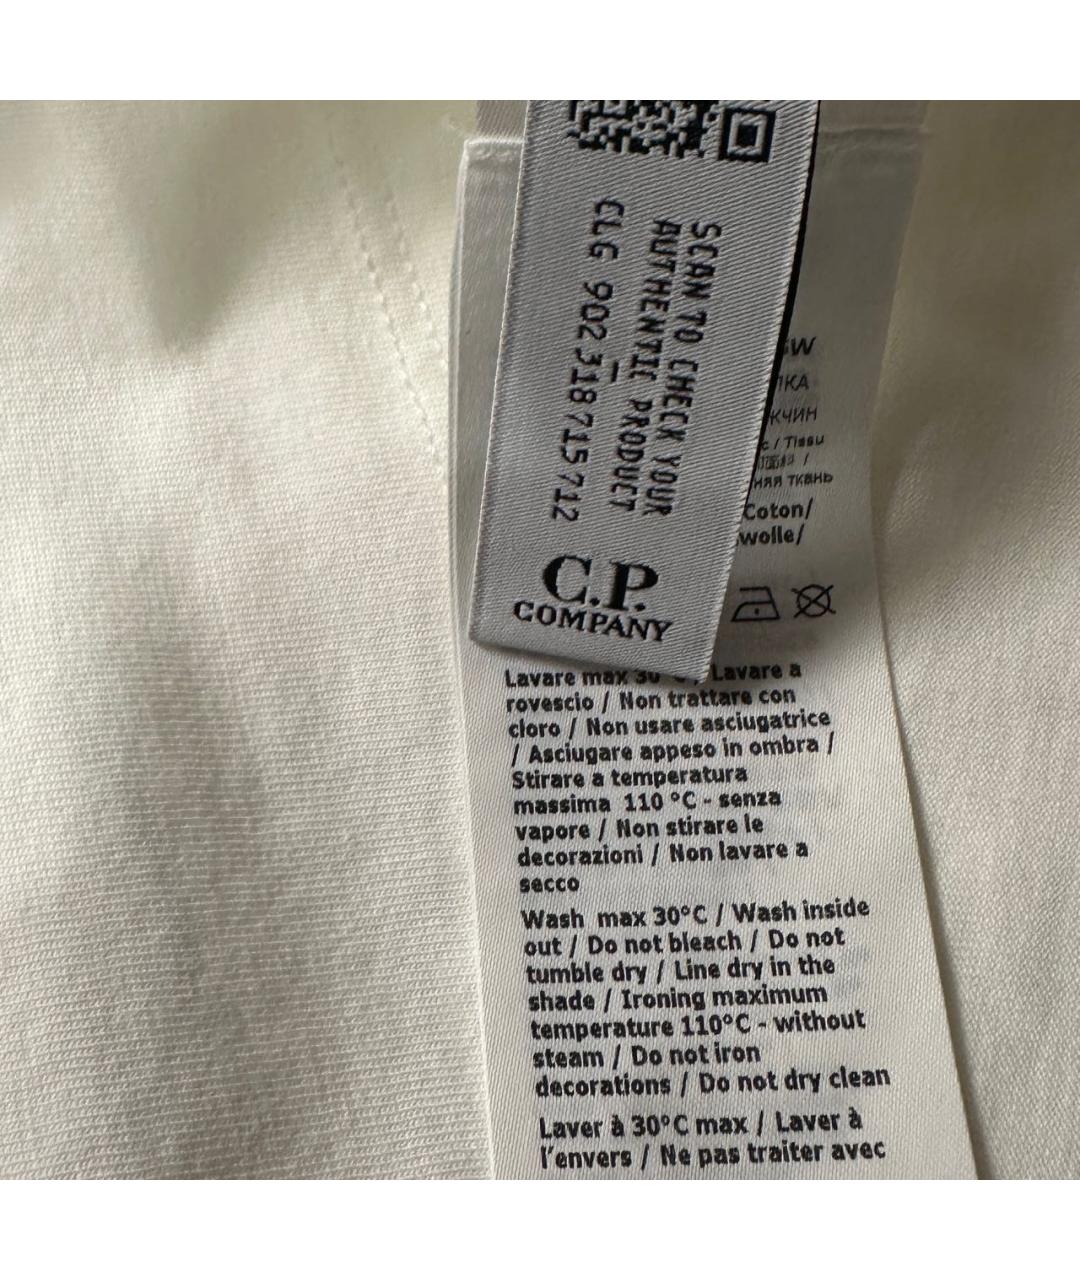 SCAN TO CHECK YOUR
AUTHENTIC PRODUCT
CLG 902 318 715 712
C.P.
COMPANY
/ Tissu
ткань
Coton/
wolle/
Lavare max 30 Lavare a
rovescio / Non trattare con
cloro / Non usare asciugatrice
/ Asciugare appeso in ombra /
Stirare a temperatura
massima 110 °C - senza
vapore / Non stirare le
decorazioni / Non lavare a
secco
Wash max 30°C / Wash inside
out / Do not bleach / Do not
tumble dry / Line dry in the
shade / Ironing maximum
temperature 110°C - without
steam / Do not iron
decorations / Do not dry clean
Laver à 30°C max / Laver à
l'envers / Ne pas traiter avec